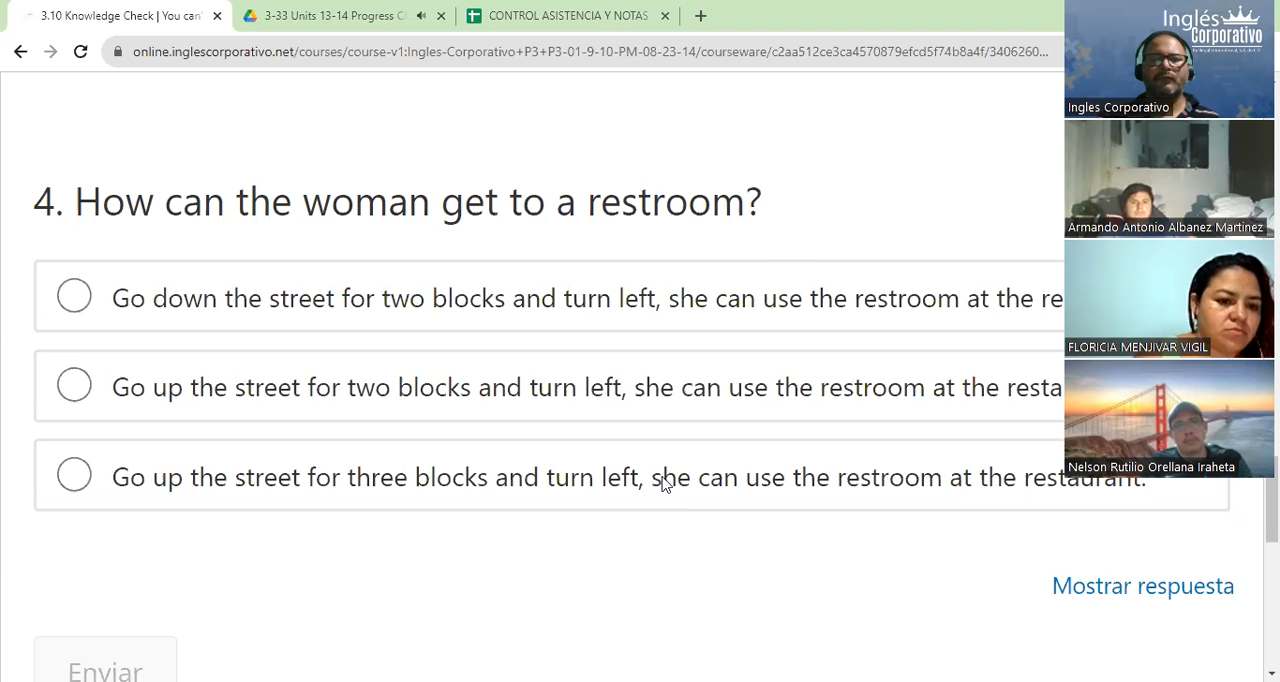 3.10 Knowledge Check | You can'
3-33 Units 13-14 Progress C
CONTROL ASISTENCIA Y NOTAS
online.inglescorporativo.net/courses/course-v1:Ingles-Corporativo+P3+P3-01-9-10-PM-08-23-14/courseware/c2aa512ce3ca4570879efcd5f74b8a4f/3406260...
Inglés
Corporativo
Ingles Corporativo
Armando Antonio Albanez Martinez
FLORICIA MENJIVAR VIGIL
Nelson Rutilio Orellana Iraheta
4. How can the woman get to a restroom?
Go down the street for two blocks and turn left, she can use the restroom at the re
Go up the street for two blocks and turn left, she can use the restroom at the resta
Go up the street for three blocks and turn left, she can use the restroom at the restaurant.
Mostrar respuesta
Enviar